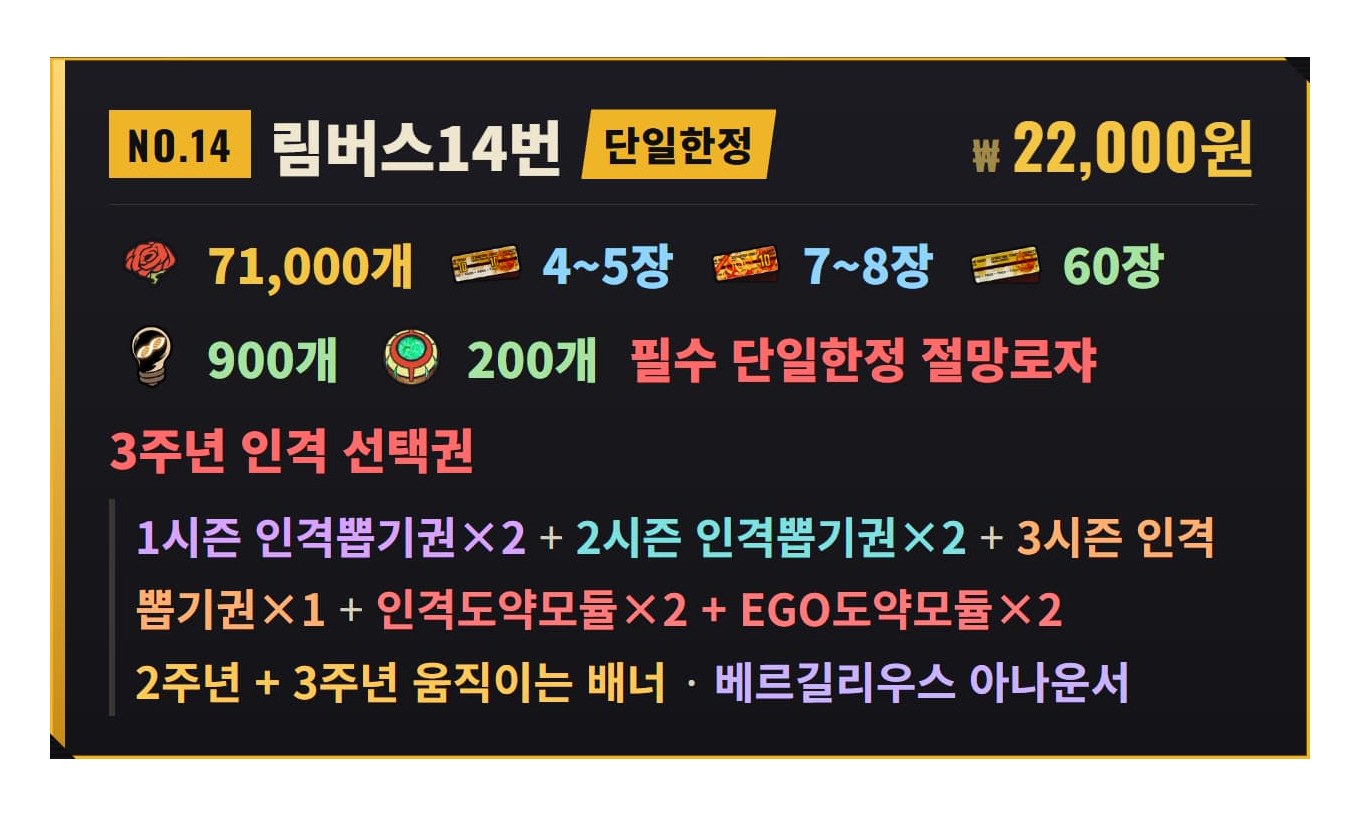 NO.14 림버스14번 단일한정 ₩ 22,000원
71,000개 4~5장 7~8장 60장
900개 200개 필수 단일한정 절망로쟈
3주년 인격 선택권
1시즌 인격뽑기권×2 + 2시즌 인격뽑기권×2 + 3시즌 인격
뽑기권×1 + 인격도약모듈×2 + EGO도약모듈×2
2주년 + 3주년 움직이는 배너 · 베르길리우스 아나운서